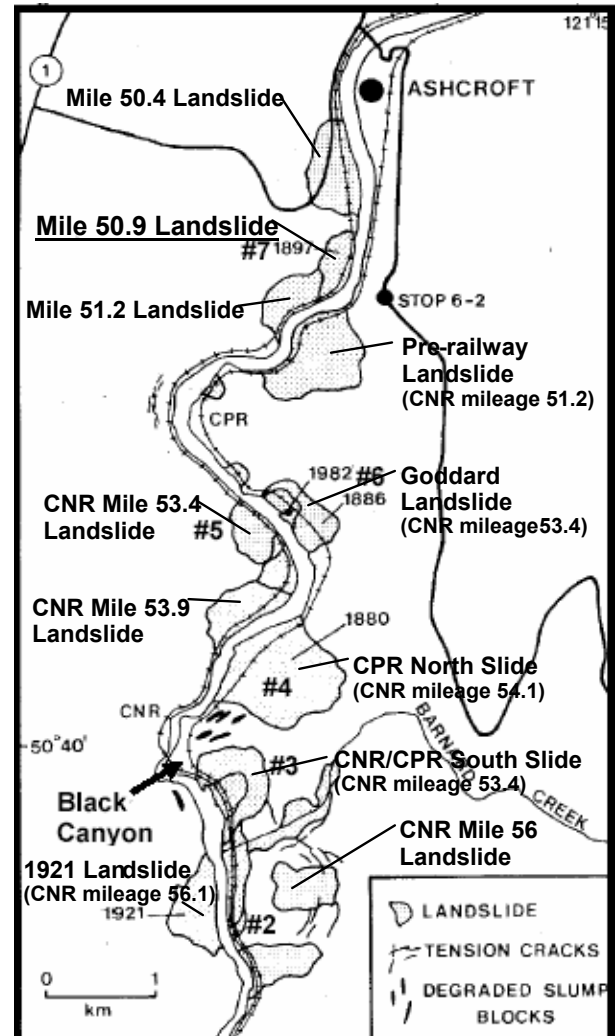 121°15
1
ASHCROFT
Mile 50.4 Landslide
Mile 50.9 Landslide
#7 1897
Mile 51.2 Landslide
STOP 6-2
Pre-railway
Landslide
(CNR mileage 51.2)
CPR
1982 #6
1886
Goddard
Landslide
(CNR mileage53.4)
CNR Mile 53.4
Landslide
#5
CNR Mile 53.9
Landslide
1880
CPR North Slide
(CNR mileage 54.1)
#4
CNR
50°40'
BARNARD
CREEK
#3
CNR/CPR South Slide
(CNR mileage 53.4)
Black
Canyon
CNR Mile 56
Landslide
1921 Landslide
(CNR mileage 56.1)
1921
#2
0 1
km
LANDSLIDE
TENSION CRACKS
DEGRADED SLUMP
BLOCKS